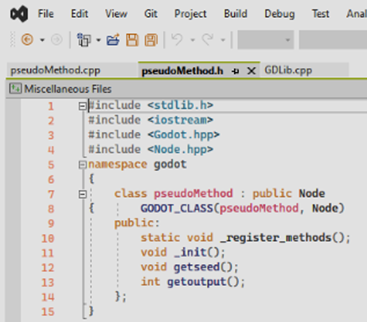 File Edit View Git Project Build Debug Test Anal
pseudoMethod.cpp pseudoMethod.h GDLib.cpp
Miscellaneous Files
1 #include <stdlib.h>
2 #include <iostream>
3 #include <Godot.hpp>
4 #include <Node.hpp>
5 namespace godot
6 {
7 class pseudoMethod : public Node
8 { GODOT_CLASS(pseudoMethod, Node)
9 public:
10 static void _register_methods();
11 void _init();
12 void getseed();
13 int getoutput();
14 };
15 }